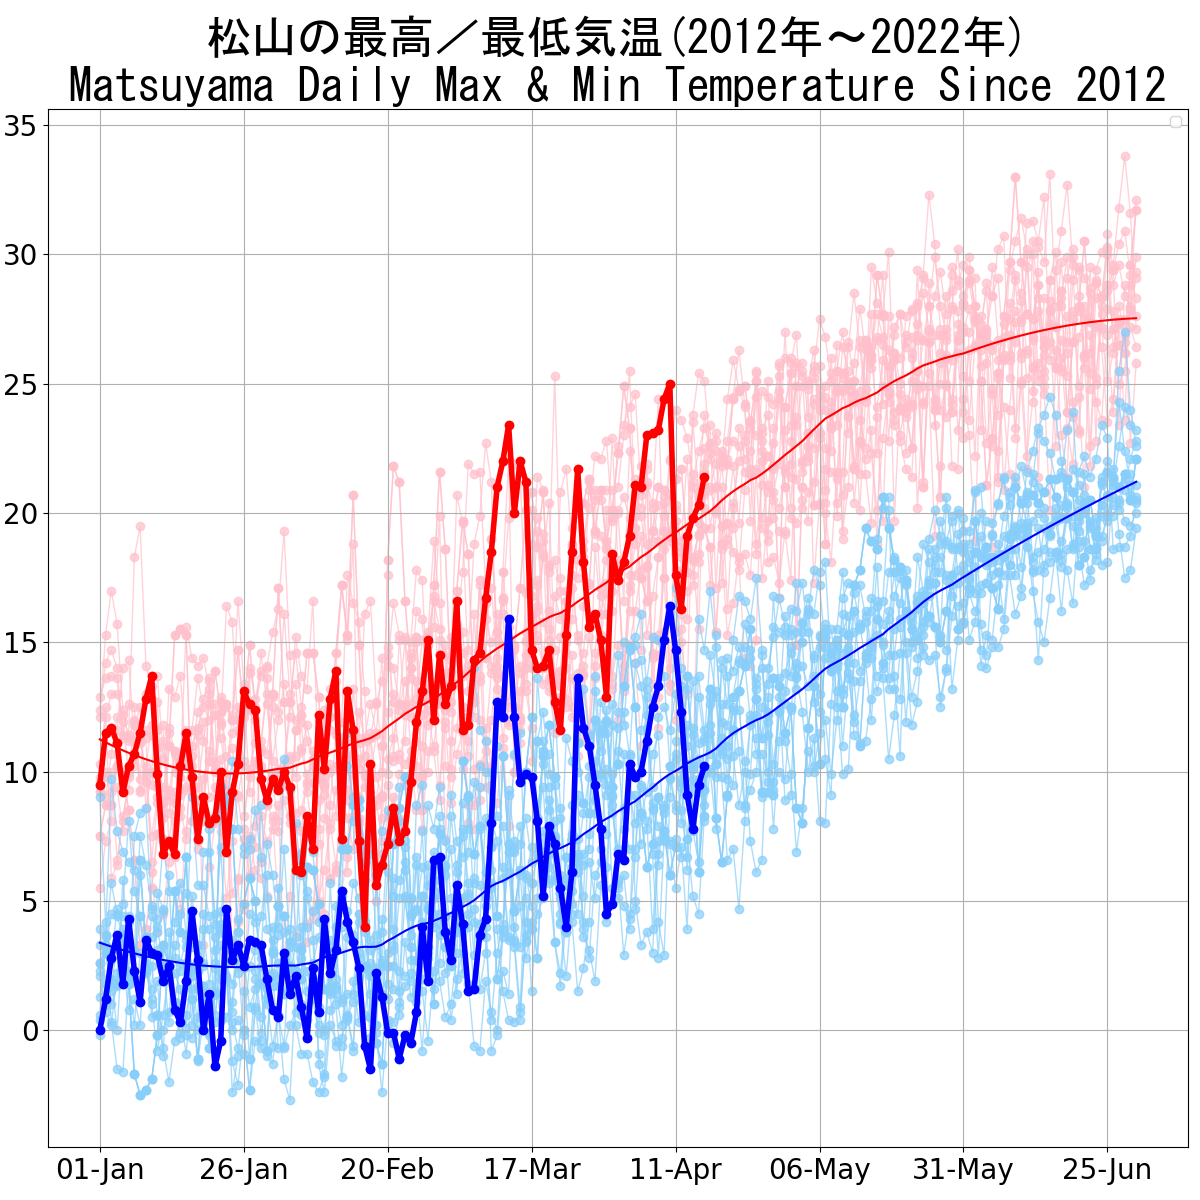 松山の最高／最低気温(2012年～2022年)
Matsuyama Daily Max & Min Temperature Since 2012
35
30
25
20
15
10
5
0
01-Jan 26-Jan 20-Feb 17-Mar 11-Apr 06-May 31-May 25-Jun